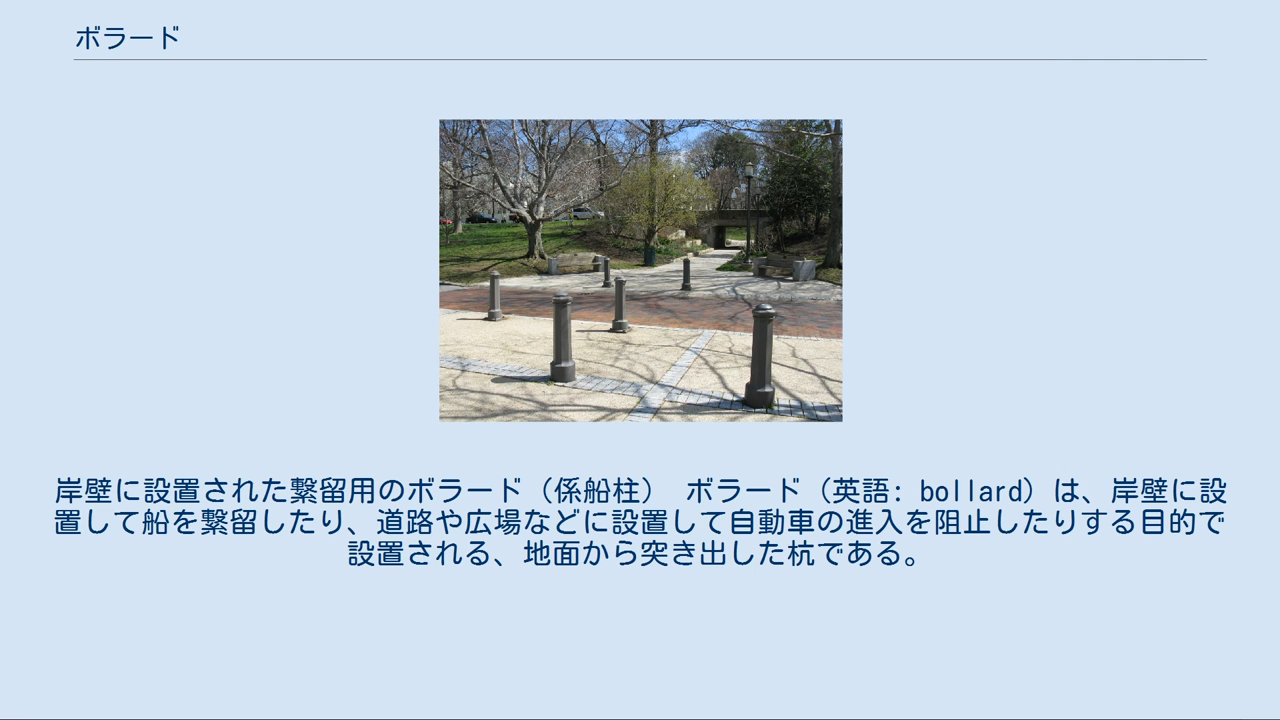 ボラード
岸壁に設置された繋留用のボラード（係船柱） ボラード（英語: bollard）は、岸壁に設
置して船を繋留したり、道路や広場などに設置して自動車の進入を阻止したりする目的で
設置される、地面から突き出した杭である。